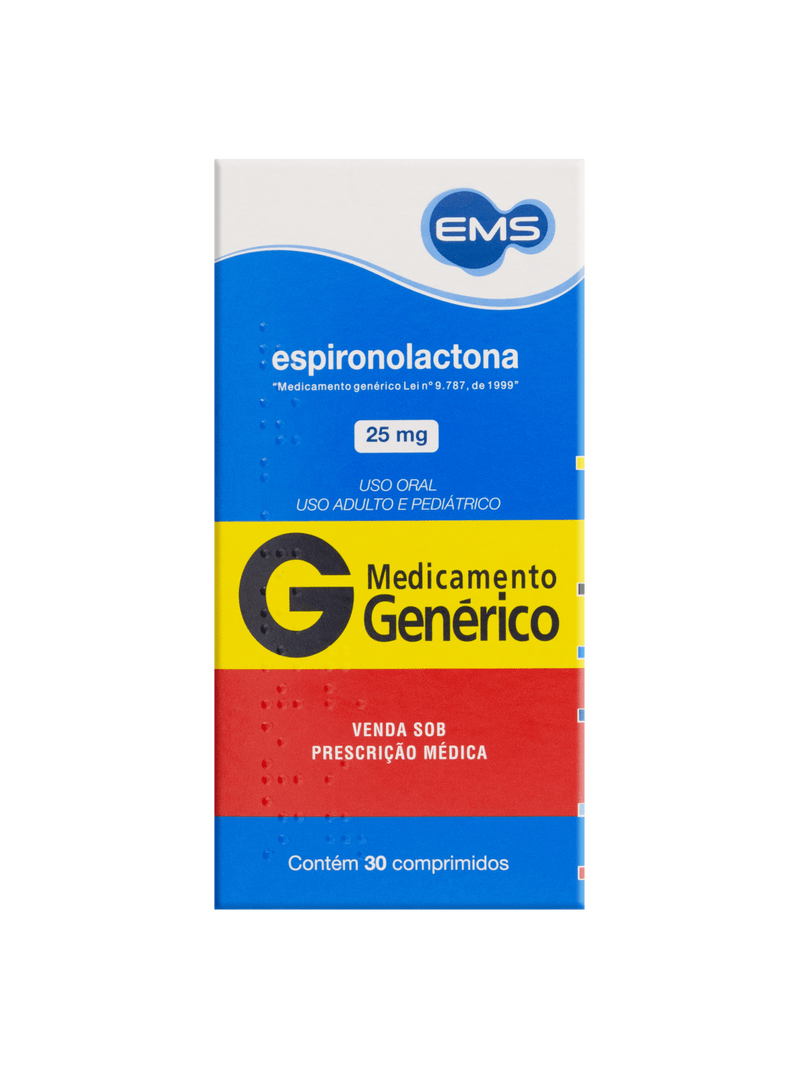 EMS
espironolactona
"Medicamento genérico Lei nº 9.787, de 1999"
25 mg
USO ORAL
USO ADULTO E PEDIÁTRICO
G
Medicamento
Genérico
VENDA SOB
PRESCRIÇÃO MÉDICA
Contém 30 comprimidos